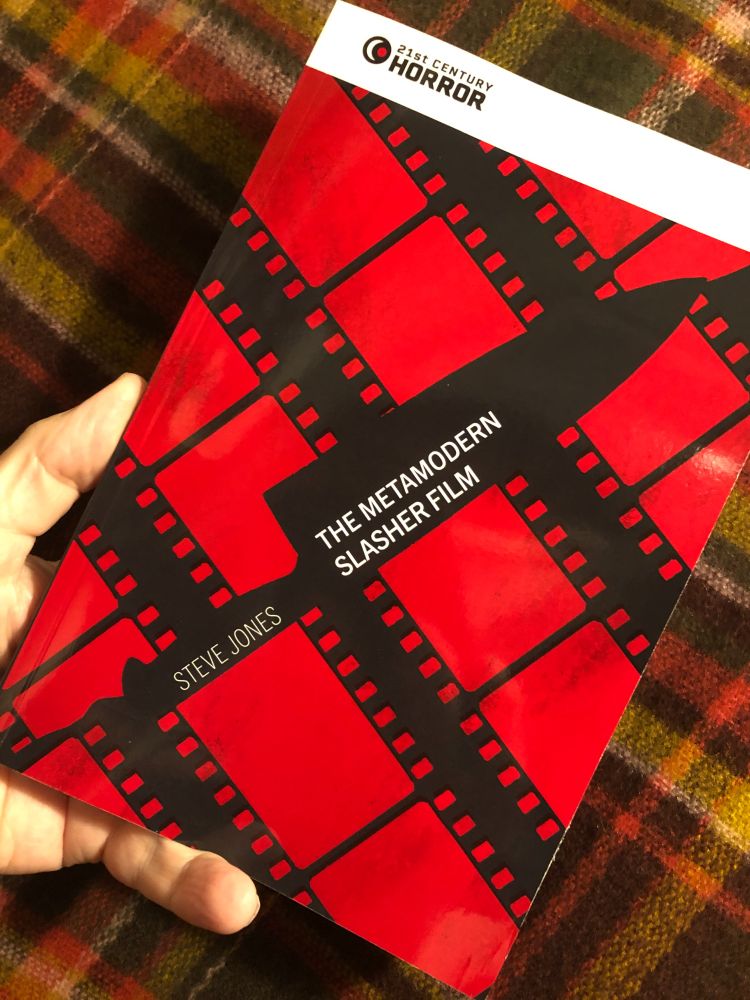 21st CENTURY
HORROR
THE METAMODERN
SLASHER FILM
STEVE JONES